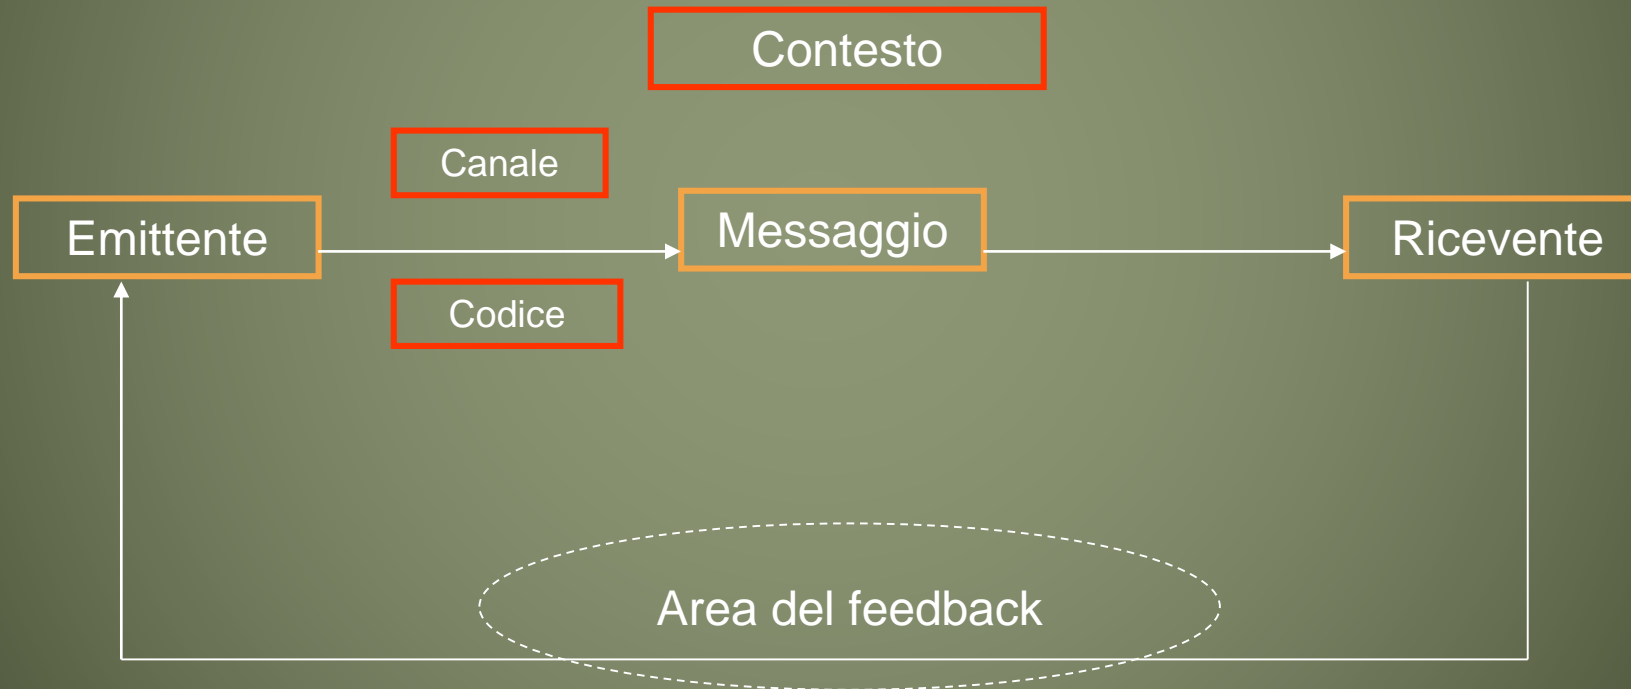 Contesto
Canale
Emittente
Messaggio
Ricevente
Codice
Area del feedback